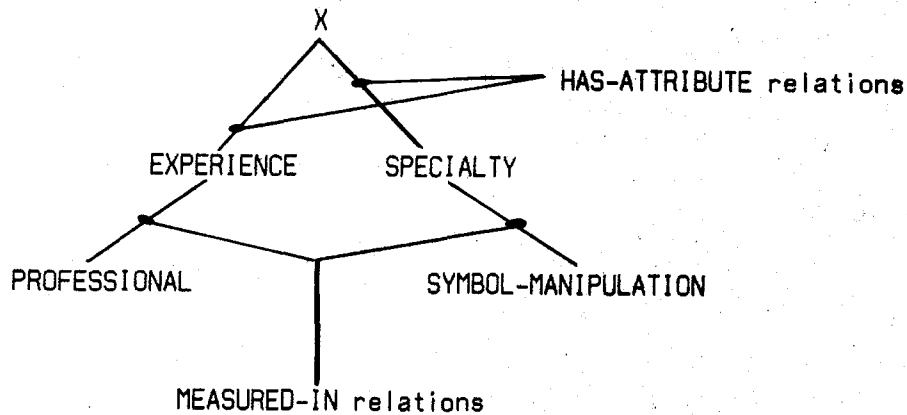 X
HAS-ATTRIBUTE relations
EXPERIENCE
SPECIALTY
PROFESSIONAL
SYMBOL-MANIPULATION
MEASURED-IN relations